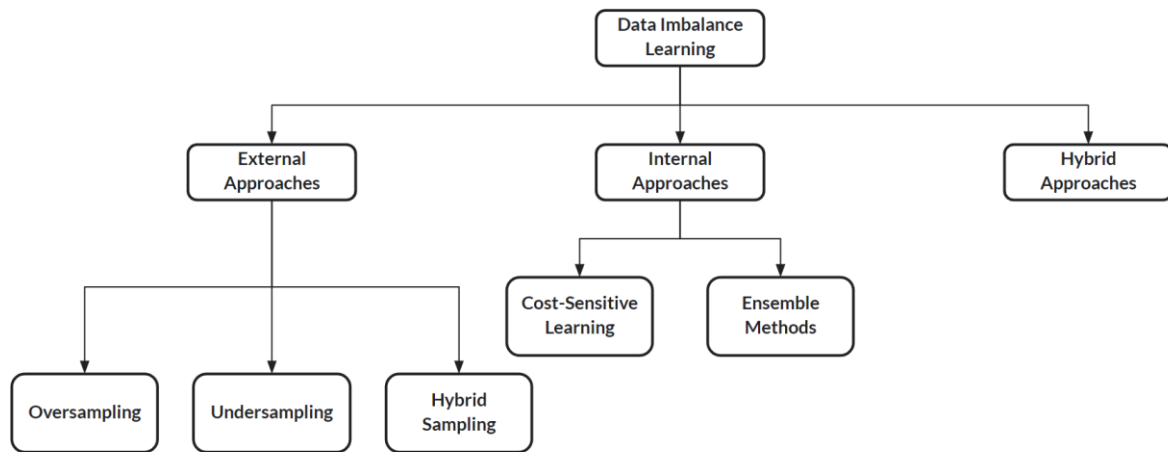 Data Imbalance
Learning
External
Approaches
Internal
Approaches
Hybrid
Approaches
Cost-Sensitive
Learning
Ensemble
Methods
Oversampling
Undersampling
Hybrid
Sampling